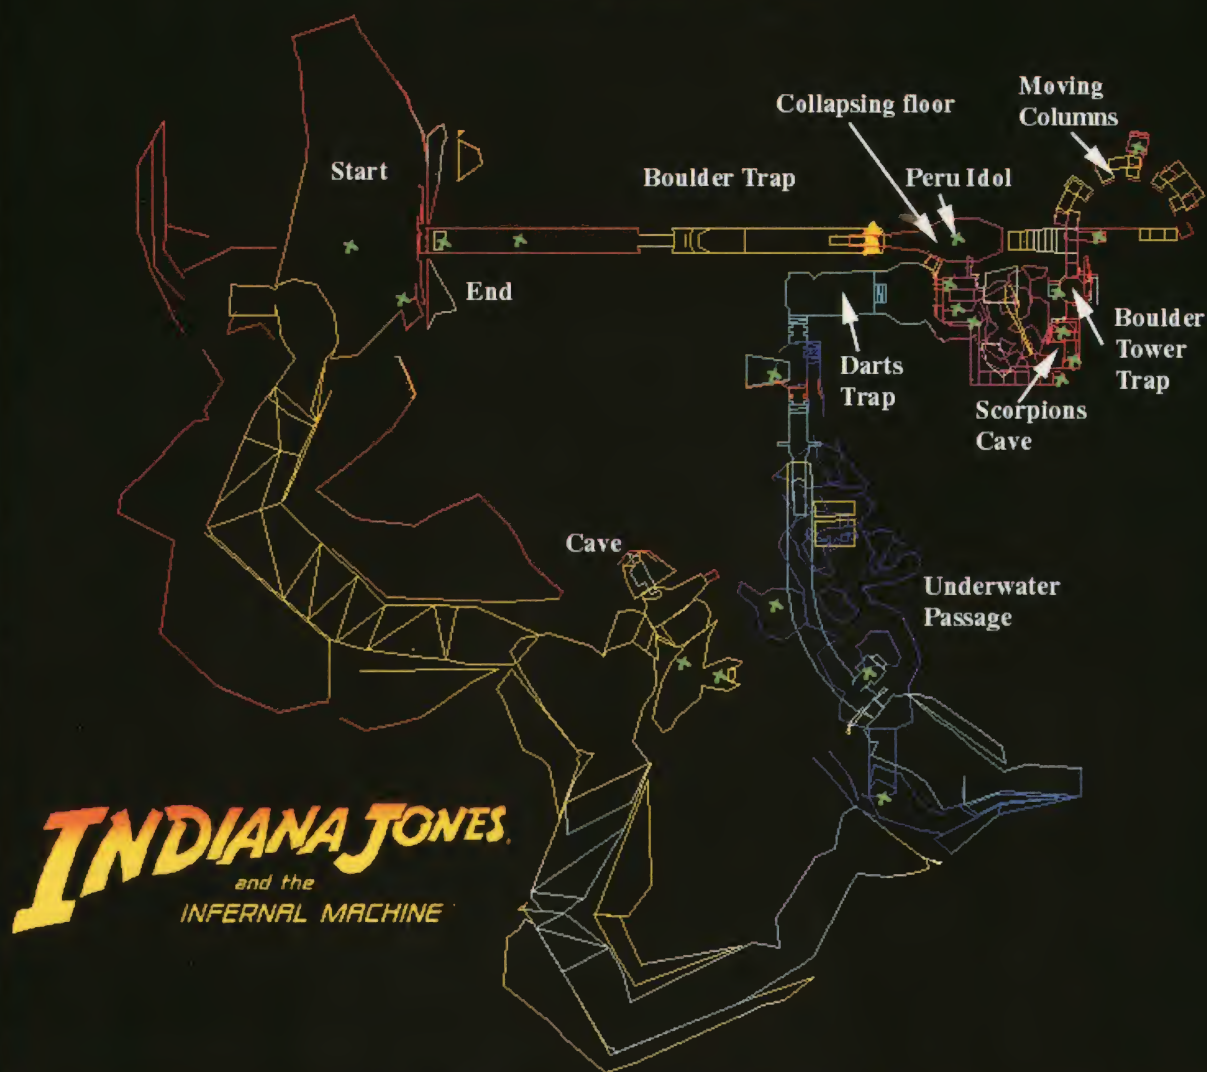 Moving
Columns
Collapsing floor
Start
Boulder Trap
Peru Idol
End
Boulder
Tower
Trap
Darts
Trap
Scorpions
Cave
Cave
Underwater
Passage
INDIANA JONES
and the
INFERNAL MACHINE